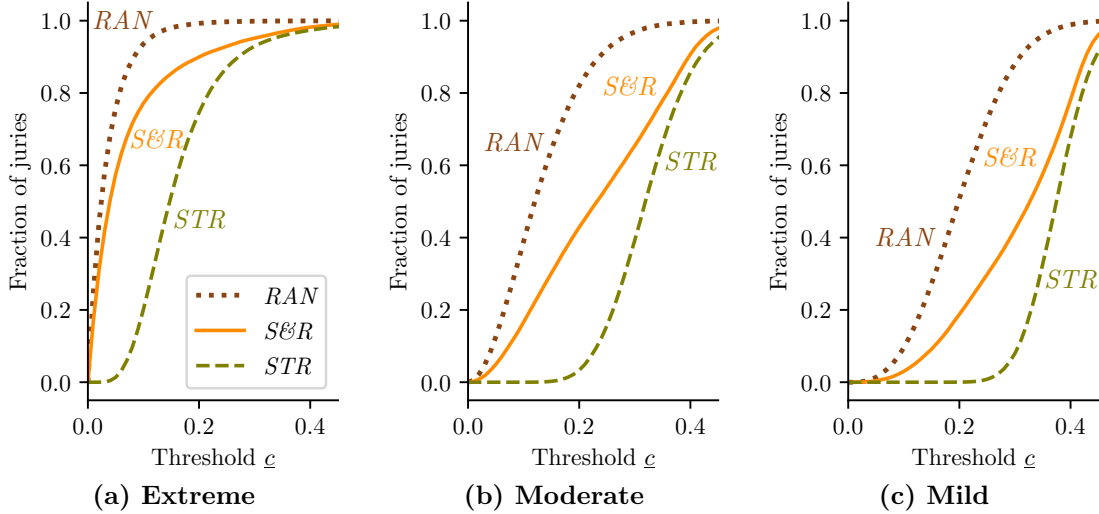 Fraction of juries
1.0
0.8
0.6
0.4
0.2
0.0
RAN
S&R
STR
RAN
S&R
STR
0.0 0.2 0.4
Threshold c
(a) Extreme
Fraction of juries
1.0
0.8
0.6
0.4
0.2
0.0
RAN
S&R
STR
0.0 0.2 0.4
Threshold c
(b) Moderate
Fraction of juries
1.0
0.8
0.6
0.4
0.2
0.0
RAN
S&R
STR
0.0 0.2 0.4
Threshold c
(c) Mild